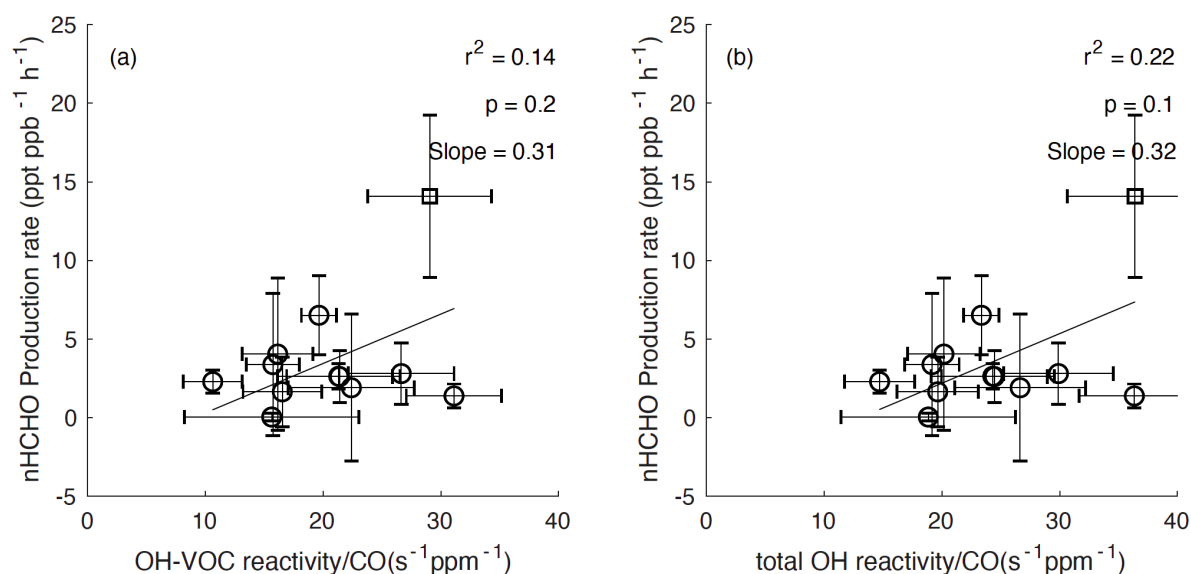 (a)
r² = 0.14
p = 0.2
Slope = 0.31
25
20
15
10
5
0
-5
nHCHO Production rate (ppt ppb⁻¹ h⁻¹)
0 10 20 30 40
OH-VOC reactivity/CO(s⁻¹ppm⁻¹)
(b)
r² = 0.22
p = 0.1
Slope = 0.32
25
20
15
10
5
0
-5
nHCHO Production rate (ppt ppb⁻¹ h⁻¹)
0 10 20 30 40
total OH reactivity/CO(s⁻¹ppm⁻¹)